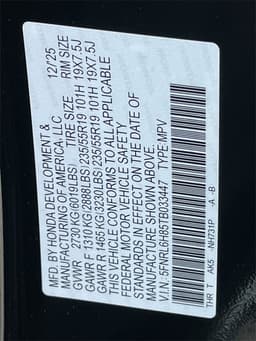 MFD. BY HONDA DEVELOPMENT & 12/25
MANUFACTURING OF AMERICA, LLC
GVWR 2730 KG(6019LBS) TIRE SIZE RIM SIZE
GAWR F 1310 KG(2888LBS) 235/55R19 101H 19X7.5J
GAWR R 1465 KG(3230LBS) 235/55R19 101H 19X7.5J
THIS VEHICLE CONFORMS TO ALL APPLICABLE
FEDERAL MOTOR VEHICLE SAFETY
STANDARDS IN EFFECT ON THE DATE OF
MANUFACTURE SHOWN ABOVE.
V.I.N. 5FNRL6H85TB033447 TYPE: MPV
THR T AK5 -NH731P -A -B